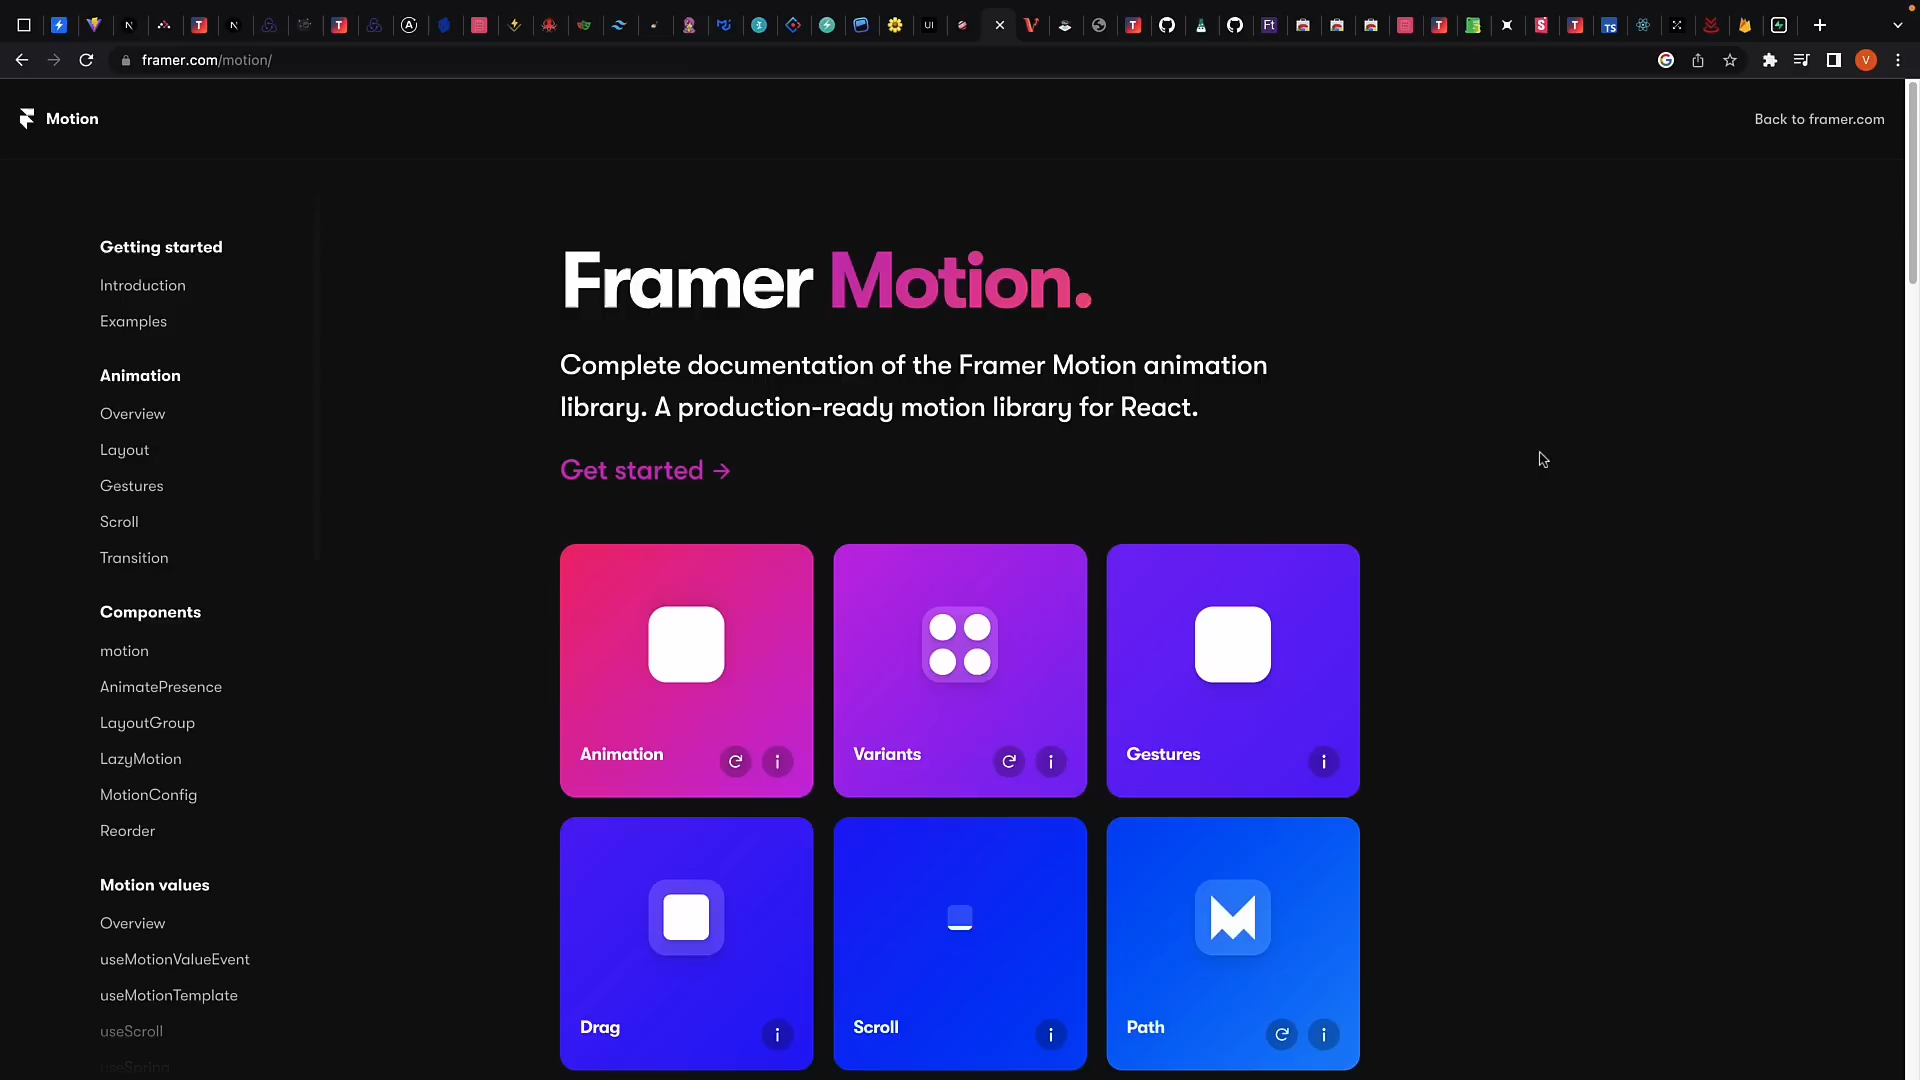 framer.com/motion/
V
Motion
Back to framer.com
Getting started
Introduction
Examples
Animation
Overview
Layout
Gestures
Scroll
Transition
Components
motion
AnimatePresence
LayoutGroup
LazyMotion
MotionConfig
Reorder
Motion values
Overview
useMotionValueEvent
useMotionTemplate
useScroll
useSpring
Framer Motion.
Complete documentation of the Framer Motion animation
library. A production-ready motion library for React.
Get started →
Animation
Variants
Gestures
Drag
Scroll
Path